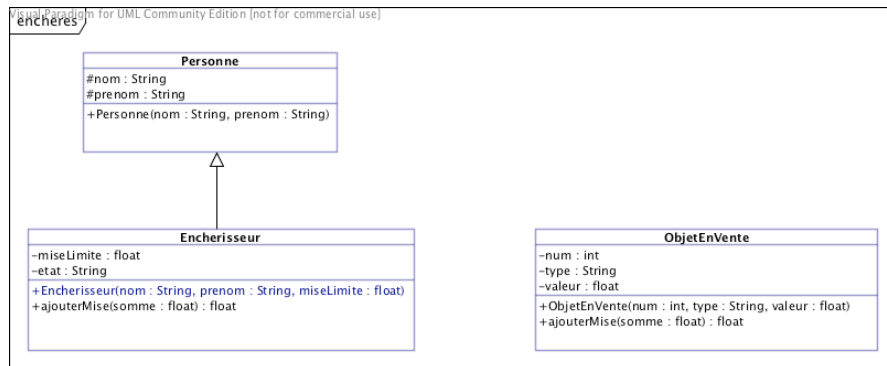 Visual Paradigm for UML Community Edition [not for commercial use]
encheres
Personne
#nom : String
#prenom : String
+Personne(nom : String, prenom : String)
Encherisseur
-miseLimite : float
-etat : String
+Encherisseur(nom : String, prenom : String, miseLimite : float)
+ajouterMise(somme : float) : float
ObjetEnVente
-num : int
-type : String
-valeur : float
+ObjetEnVente(num : int, type : String, valeur : float)
+ajouterMise(somme : float) : float